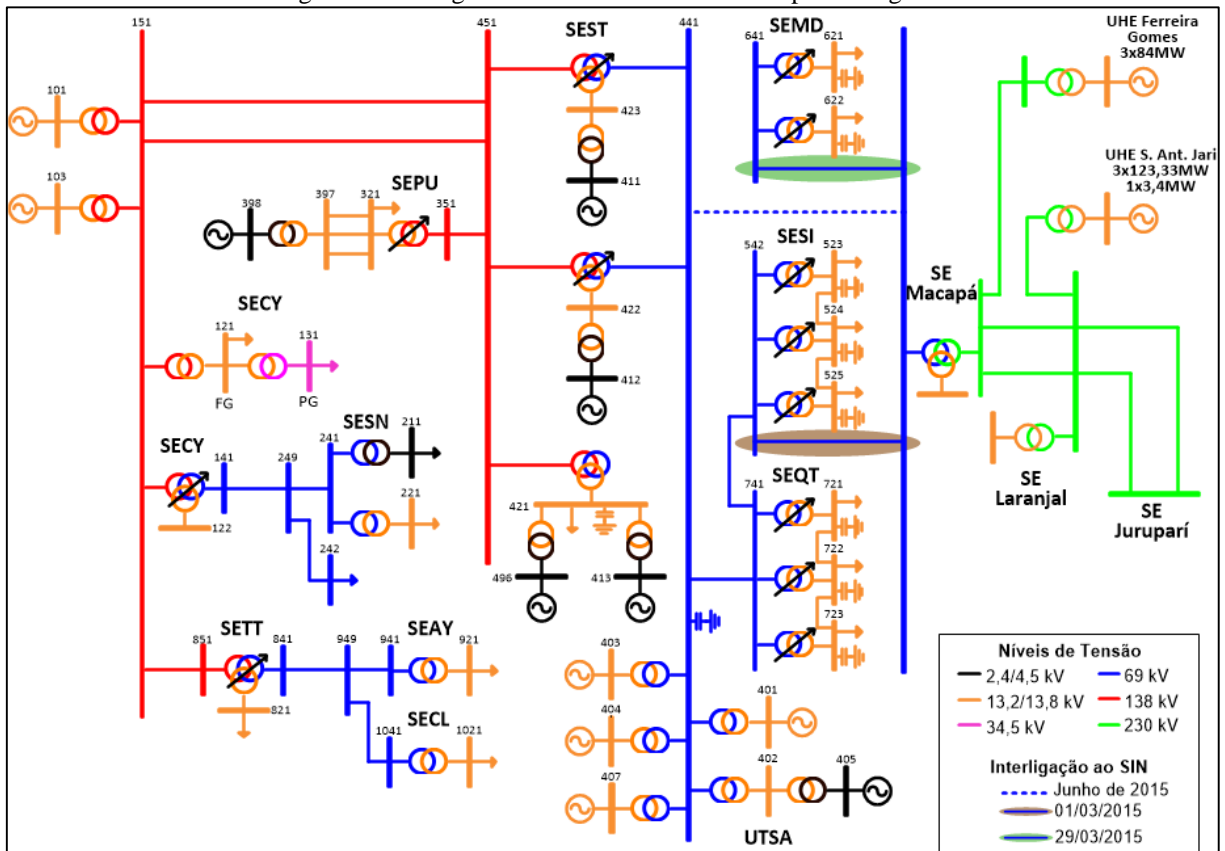 151
451
441
SEST
SEMD
641
621
UHE Ferreira
Gomes
3x84MW
101
423
622
103
411
UHE S. Ant. Jari
3x123,33MW
1x3,4MW
398
397
321
SEPU
351
SESI
542
523
524
525
SE
Macapá
SECY
121
131
FG
PG
422
412
SECY
141
249
241
SESN
211
221
242
122
421
496
413
SEQT
741
721
722
723
SE
Laranjal
SE
Juruparí
851
SETT
841
949
941
SEAY
921
821
SECL
1041
1021
403
404
407
401
402
405
UTSA
Níveis de Tensão
2,4/4,5 kV
69 kV
13,2/13,8 kV
138 kV
34,5 kV
230 kV
Interligação ao SIN
Junho de 2015
01/03/2015
29/03/2015